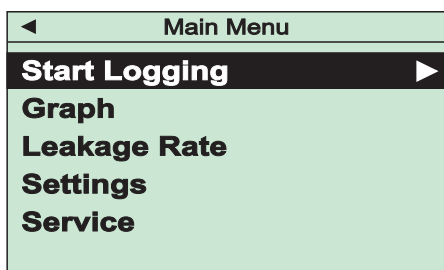 Main Menu
Start Logging
Graph
Leakage Rate
Settings
Service